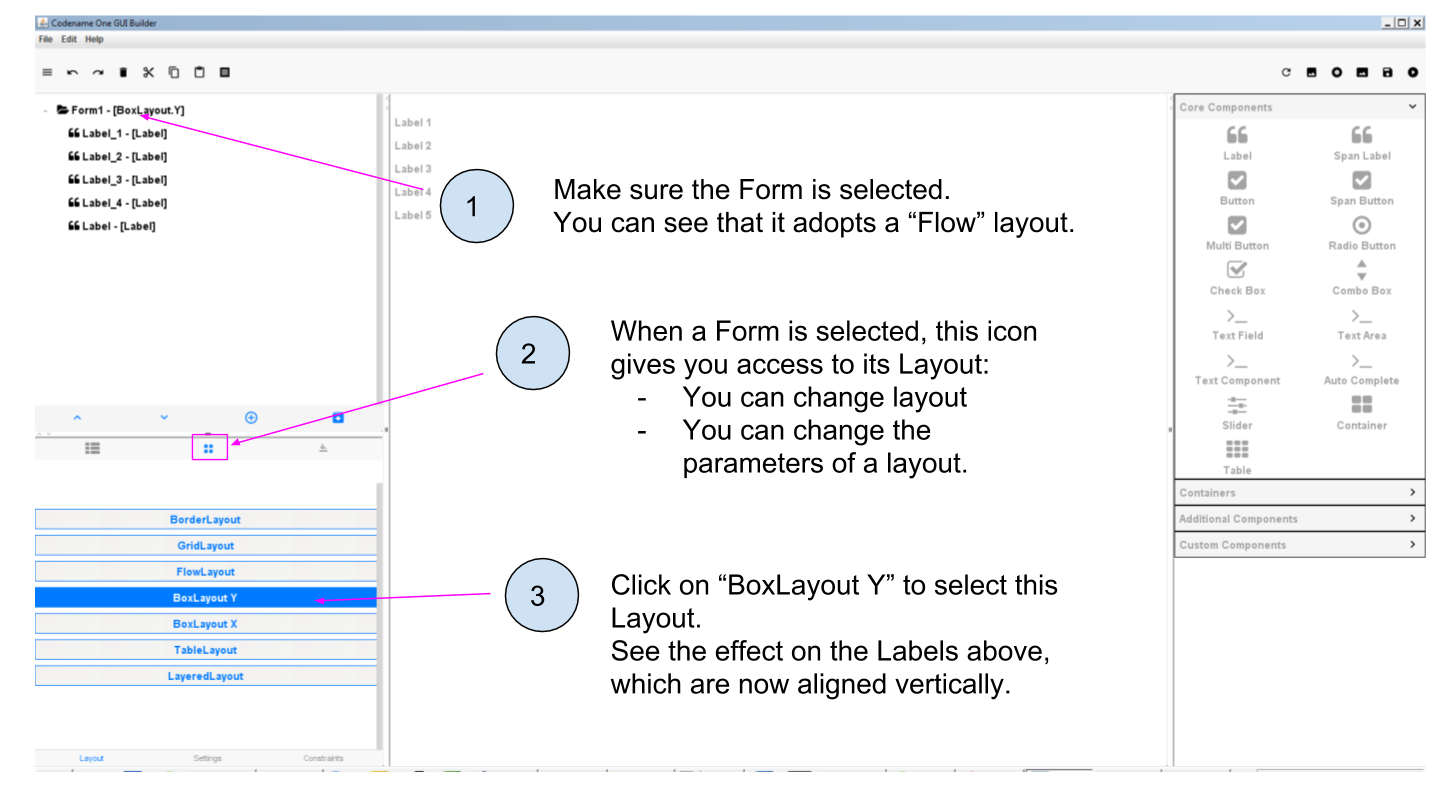 Codename One GUI Builder
File Edit Help
- Form1 - [BoxLayout.Y]
Label_1 - [Label]
Label_2 - [Label]
Label_3 - [Label]
Label_4 - [Label]
Label - [Label]
Label 1
Label 2
Label 3
Label 4
Label 5
1
Make sure the Form is selected.
You can see that it adopts a “Flow” layout.
2
When a Form is selected, this icon
gives you access to its Layout:
- You can change layout
- You can change the
parameters of a layout.
BorderLayout
GridLayout
FlowLayout
BoxLayout Y
BoxLayout X
TableLayout
LayeredLayout
3
Click on “BoxLayout Y” to select this
Layout.
See the effect on the Labels above,
which are now aligned vertically.
Layout Settings Constraints
Core Components
Label Span Label
Button Span Button
Multi Button Radio Button
Check Box Combo Box
Text Field Text Area
Text Component Auto Complete
Slider Container
Table
Containers
Additional Components
Custom Components